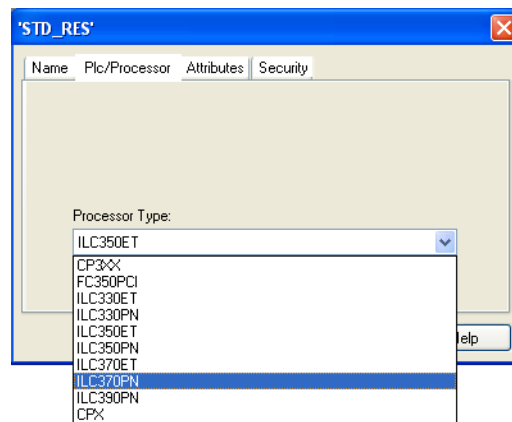 'STD_RES'
Name Plc/Processor Attributes Security
Processor Type:
ILC350ET
CP3XX
FC350PCI
ILC330ET
ILC330PN
ILC350ET
ILC350PN
ILC370ET
ILC370PN
ILC390PN
CPX